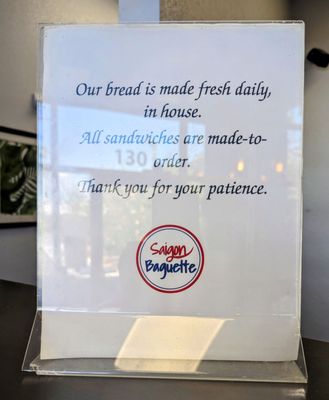 Our bread is made fresh daily,
in house.
All sandwiches are made-to-
130
order.
Thank you for your patience.
Saigon
Baguette